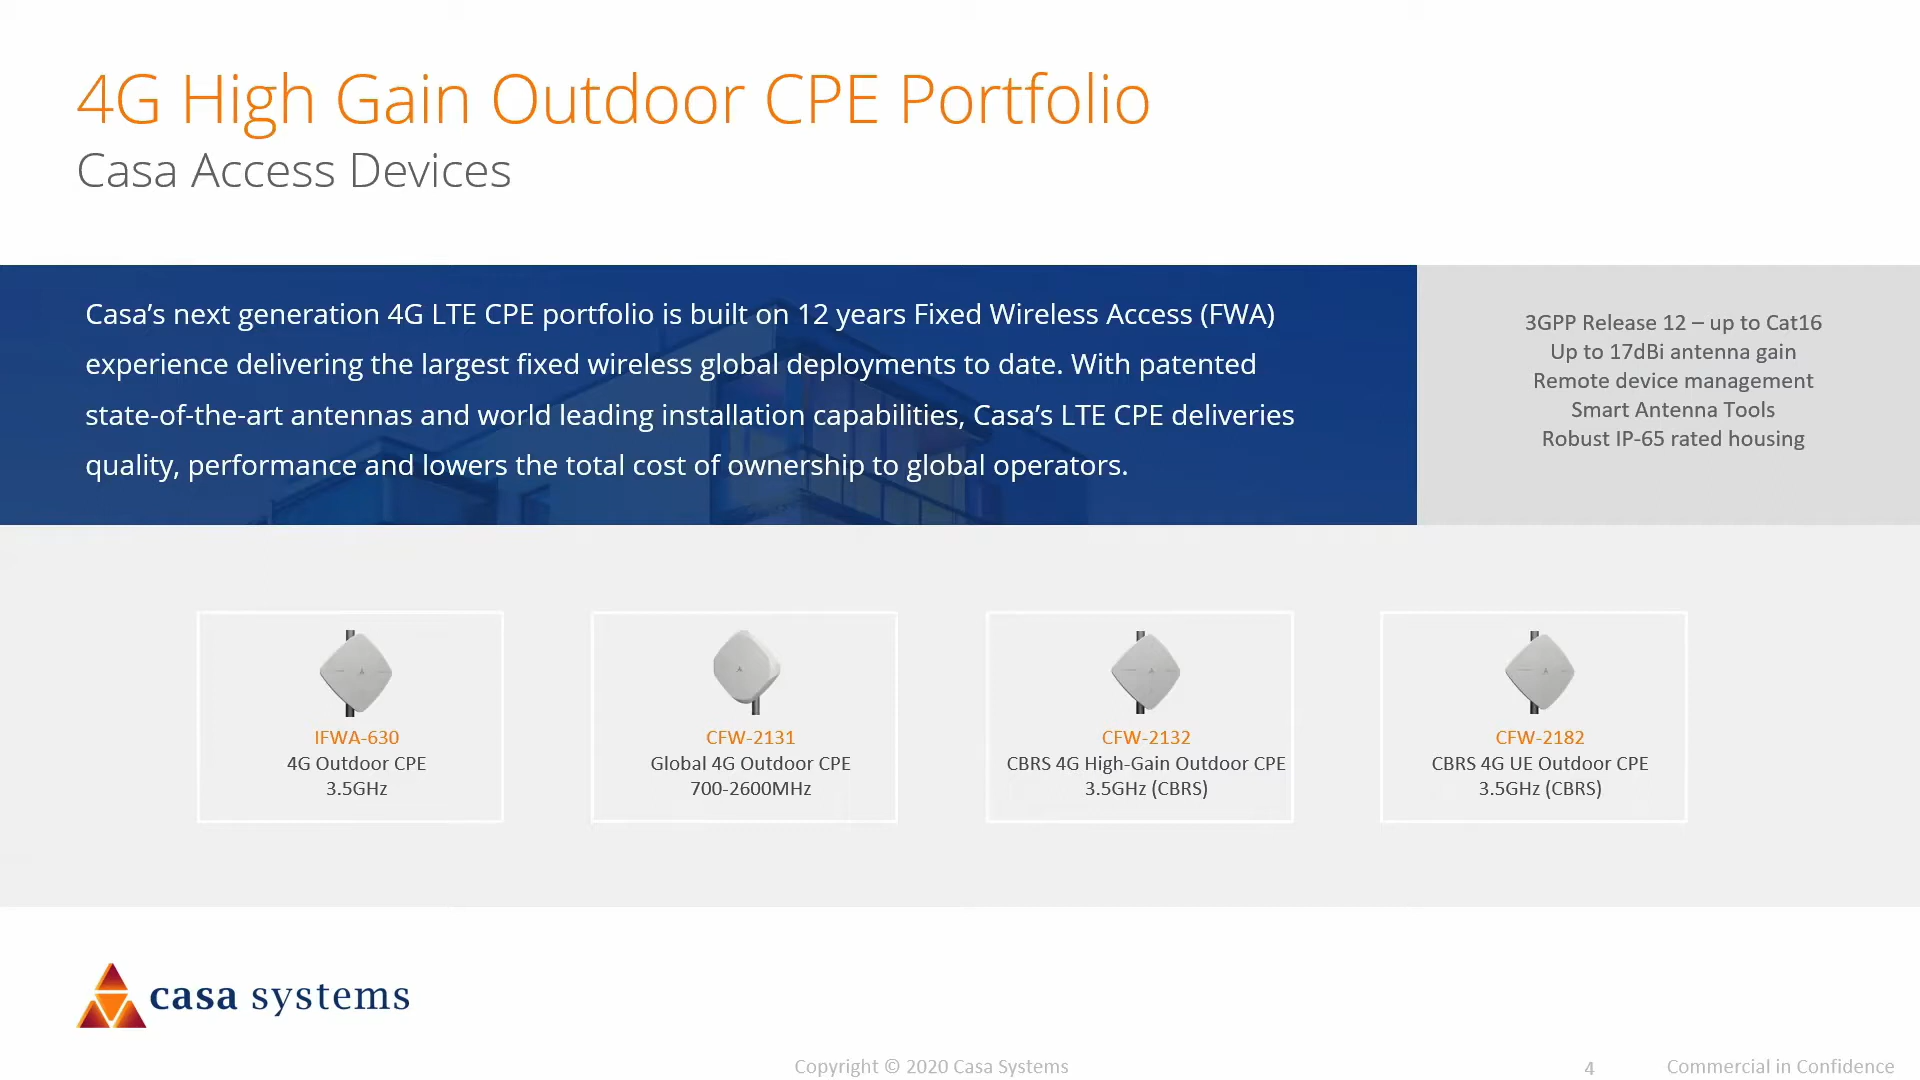 4G High Gain Outdoor CPE Portfolio
Casa Access Devices
Casa’s next generation 4G LTE CPE portfolio is built on 12 years Fixed Wireless Access (FWA)
experience delivering the largest fixed wireless global deployments to date. With patented
state-of-the-art antennas and world leading installation capabilities, Casa’s LTE CPE deliveries
quality, performance and lowers the total cost of ownership to global operators.
3GPP Release 12 – up to Cat16
Up to 17dBi antenna gain
Remote device management
Smart Antenna Tools
Robust IP-65 rated housing
IFWA-630
4G Outdoor CPE
3.5GHz
CFW-2131
Global 4G Outdoor CPE
700-2600MHz
CFW-2132
CBRS 4G High-Gain Outdoor CPE
3.5GHz (CBRS)
CFW-2182
CBRS 4G UE Outdoor CPE
3.5GHz (CBRS)
casa systems
Copyright © 2020 Casa Systems
4
Commercial in Confidence